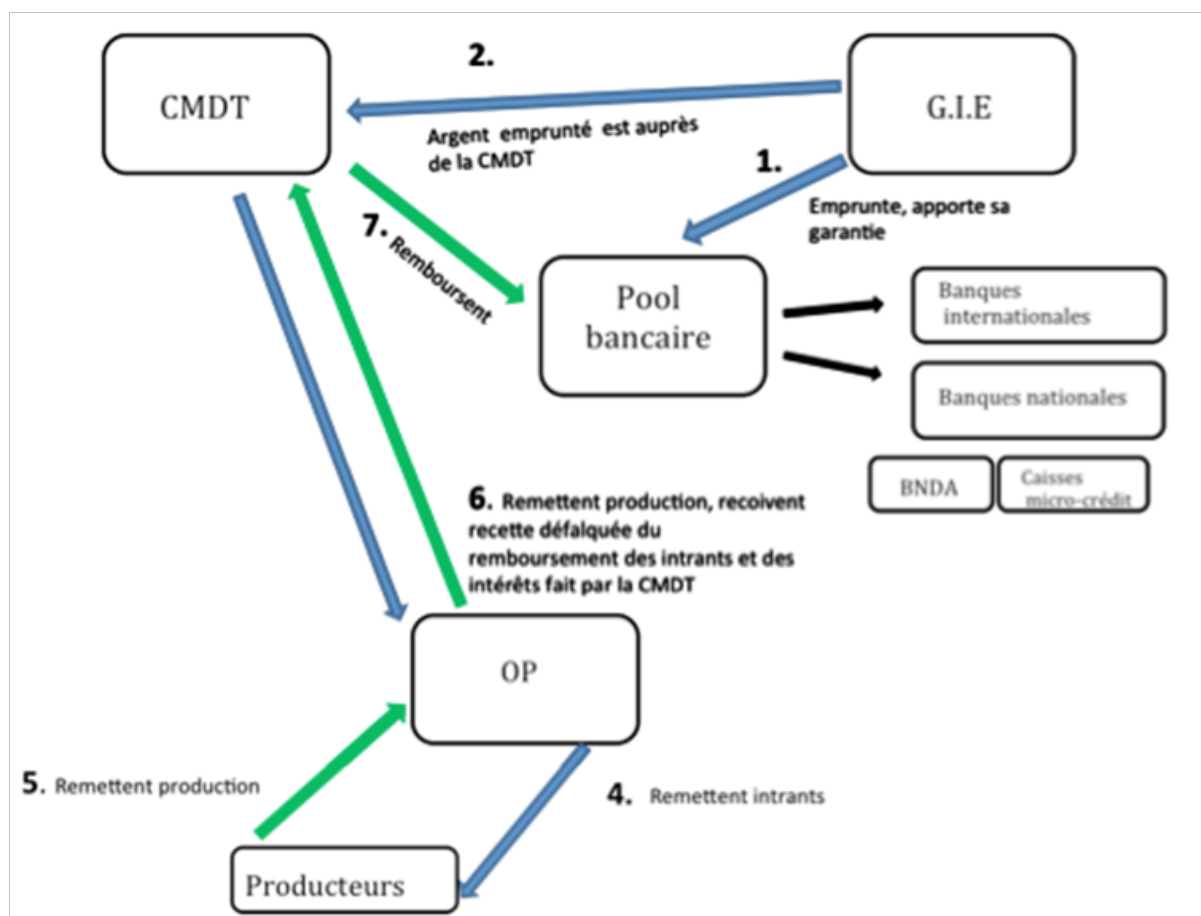 CMDT
2.
G.I.E
Argent emprunté est auprès
de la CMDT
1.
Emprunte, apporte sa
garantie
7. Remboursent
Pool
bancaire
Banques
internationales
Banques nationales
BNDA
Caisses
micro-crédit
6. Remettent production, recoivent
recette défalquée du
remboursement des intrants et des
intérêts fait par la CMDT
OP
5. Remettent production
4. Remettent intrants
Producteurs